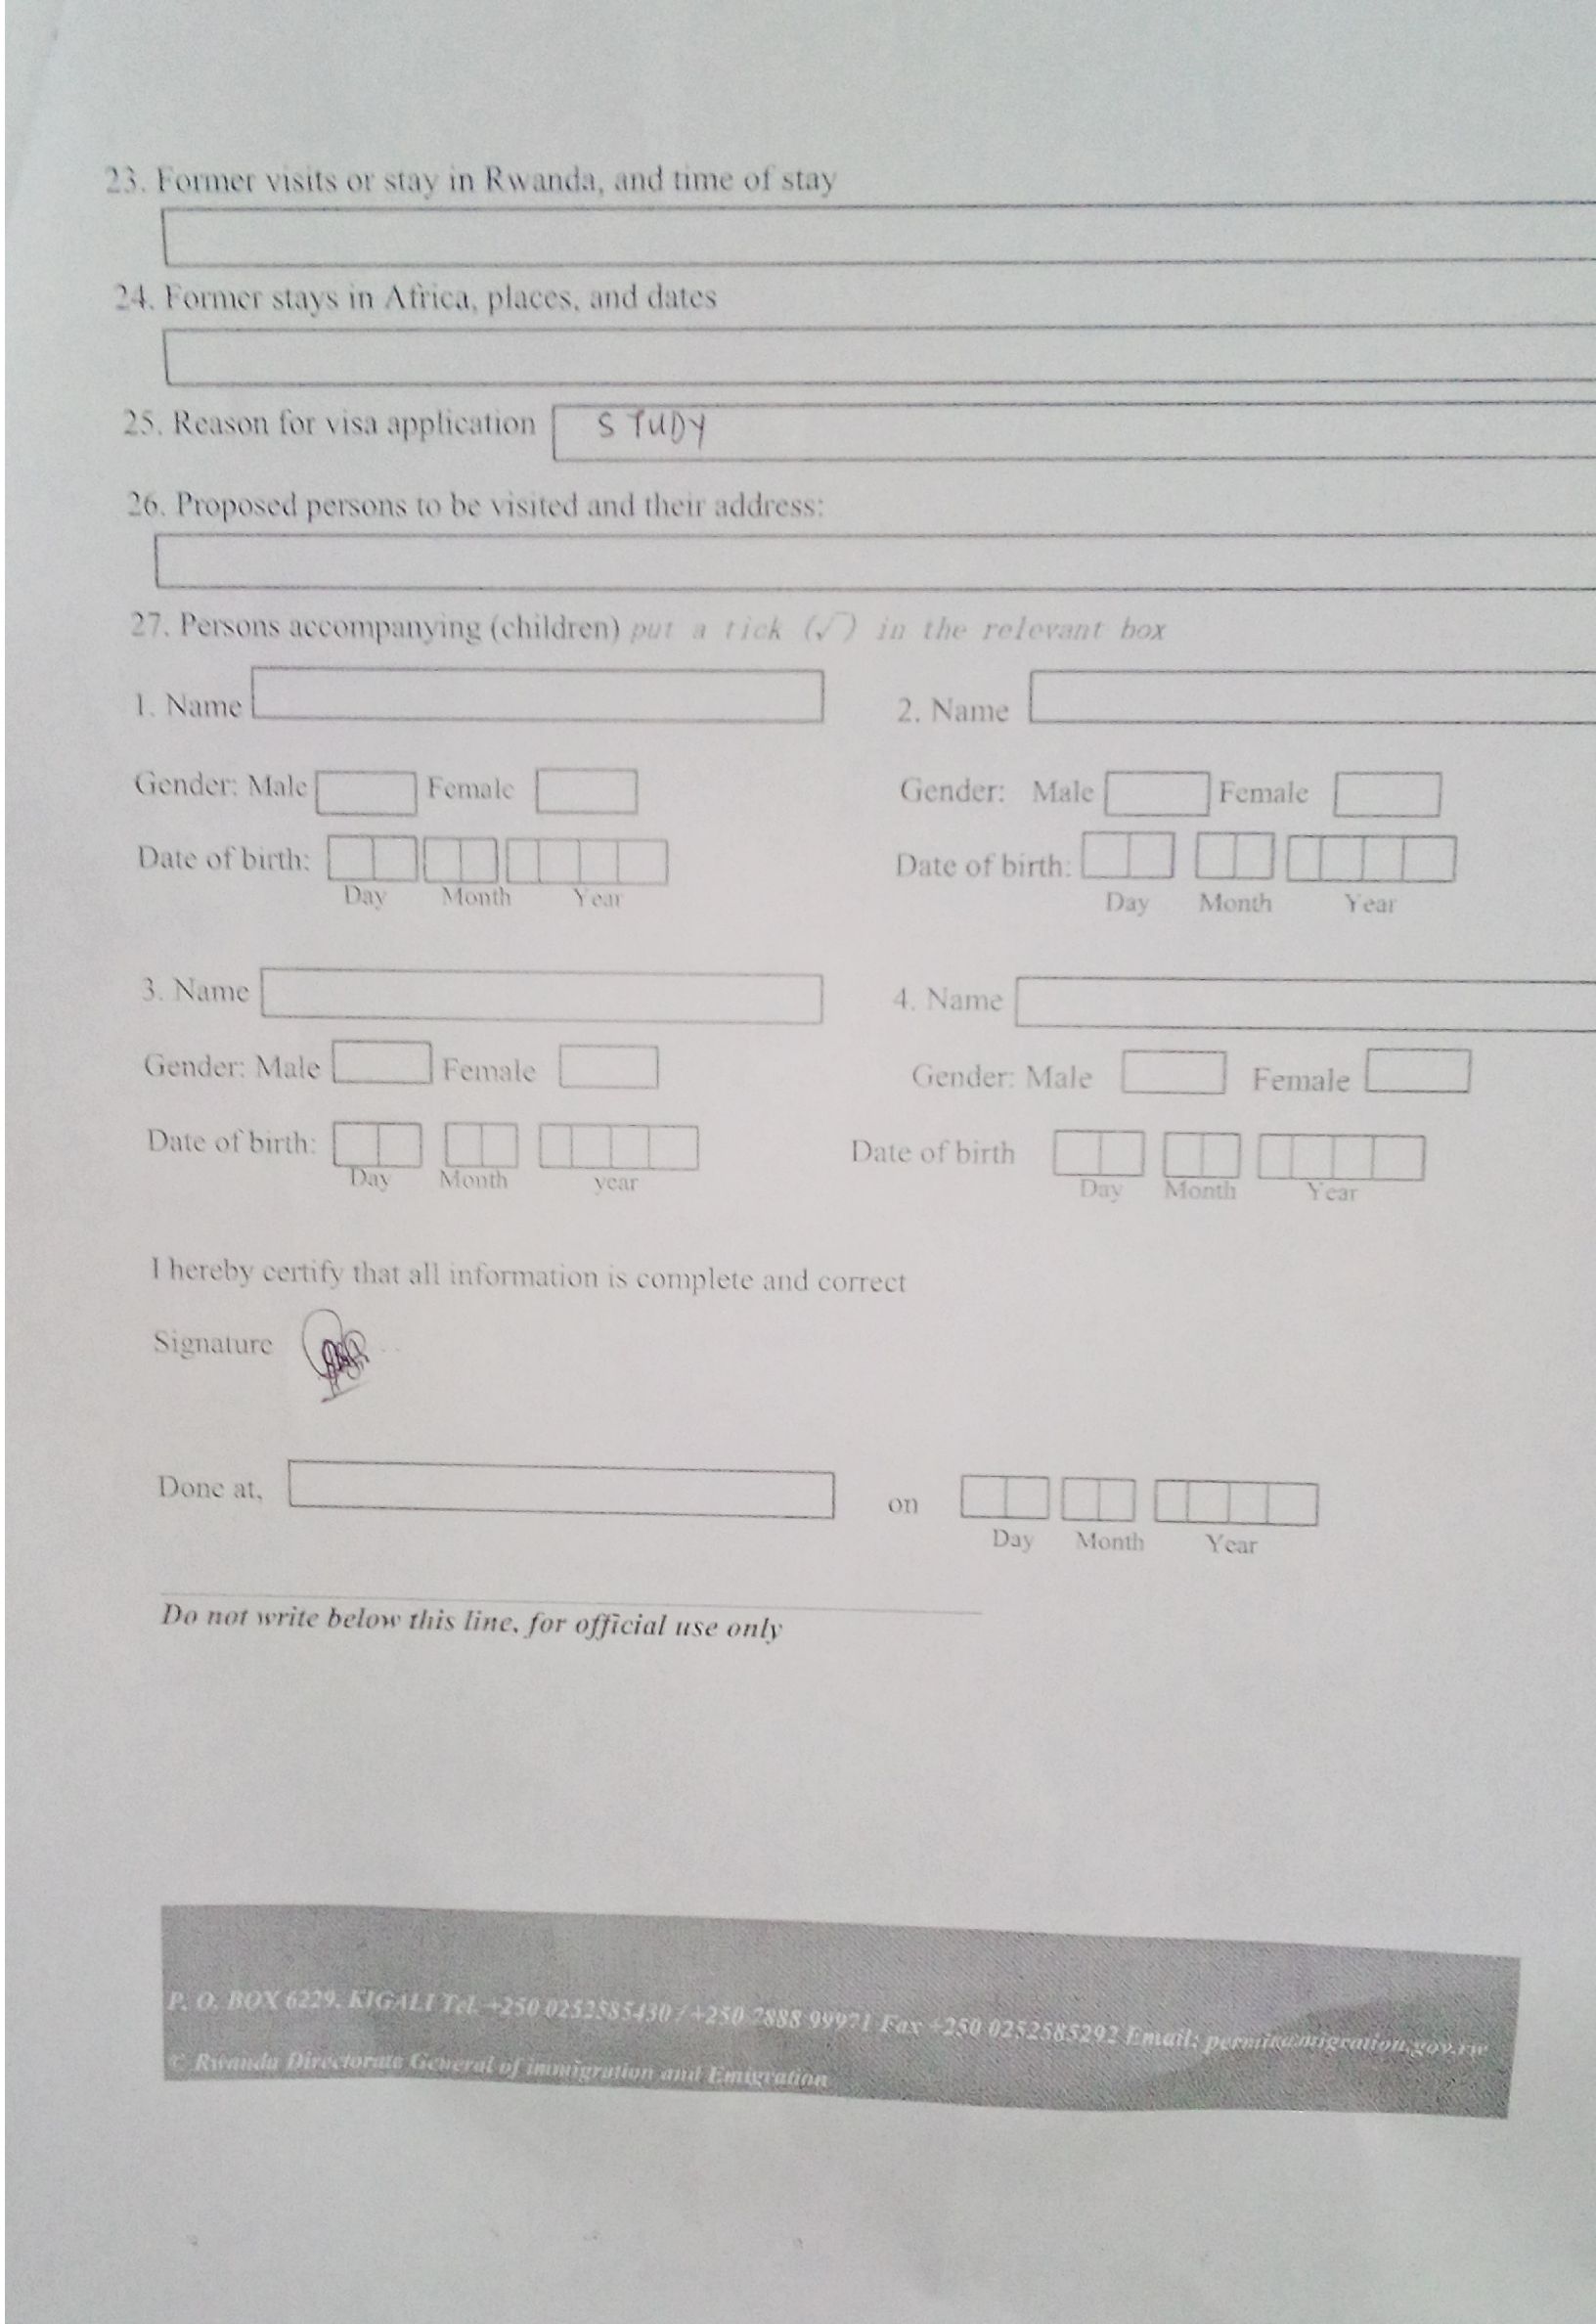 23. Former visits or stay in Rwanda, and time of stay
24. Former stays in Africa, places, and dates
25. Reason for visa application STUDY
26. Proposed persons to be visited and their address:
27. Persons accompanying (children) put a tick (√) in the relevant box
1. Name 2. Name
Gender: Male Female Gender: Male Female
Date of birth: Date of birth:
Day Month Year Day Month Year
3. Name 4. Name
Gender: Male Female Gender: Male Female
Date of birth: Date of birth
Day Month year Day Month Year
I hereby certify that all information is complete and correct
Signature
Done at, on
Day Month Year
Do not write below this line, for official use only
P. O. BOX 6229, KIGALI Tel. +250 0252585430 / +250 7888 99971 Fax +250 0252585292 Email:
© Rwanda Directorate General of immigration and Emigration